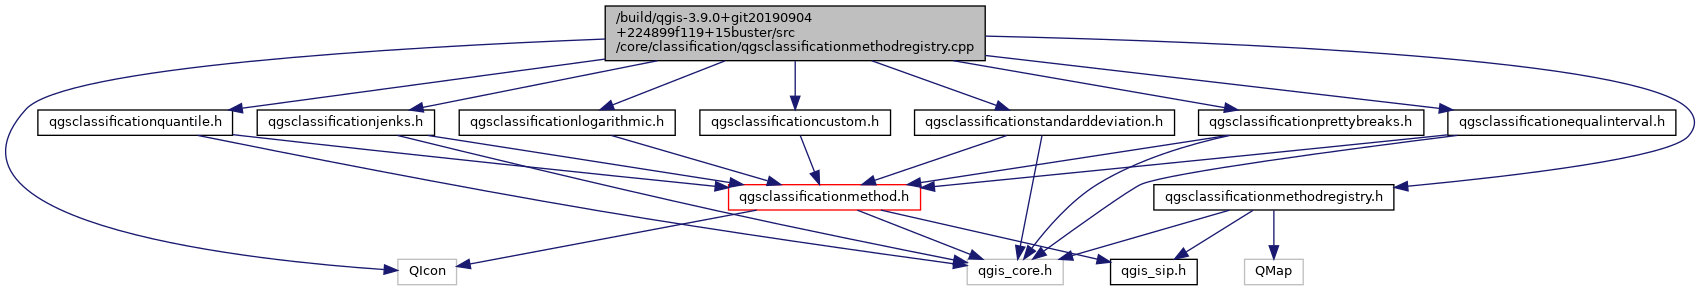 /build/qgis-3.9.0+git20190904
+224899f119+15buster/src
/core/classification/qgsclassificationmethodregistry.cpp
qgsclassificationquantile.h
qgsclassificationjenks.h
qgsclassificationlogarithmic.h
qgsclassificationcustom.h
qgsclassificationstandarddeviation.h
qgsclassificationprettybreaks.h
qgsclassificationequalinterval.h
qgsclassificationmethod.h
qgsclassificationmethodregistry.h
QIcon
qgis_core.h
qgis_sip.h
QMap